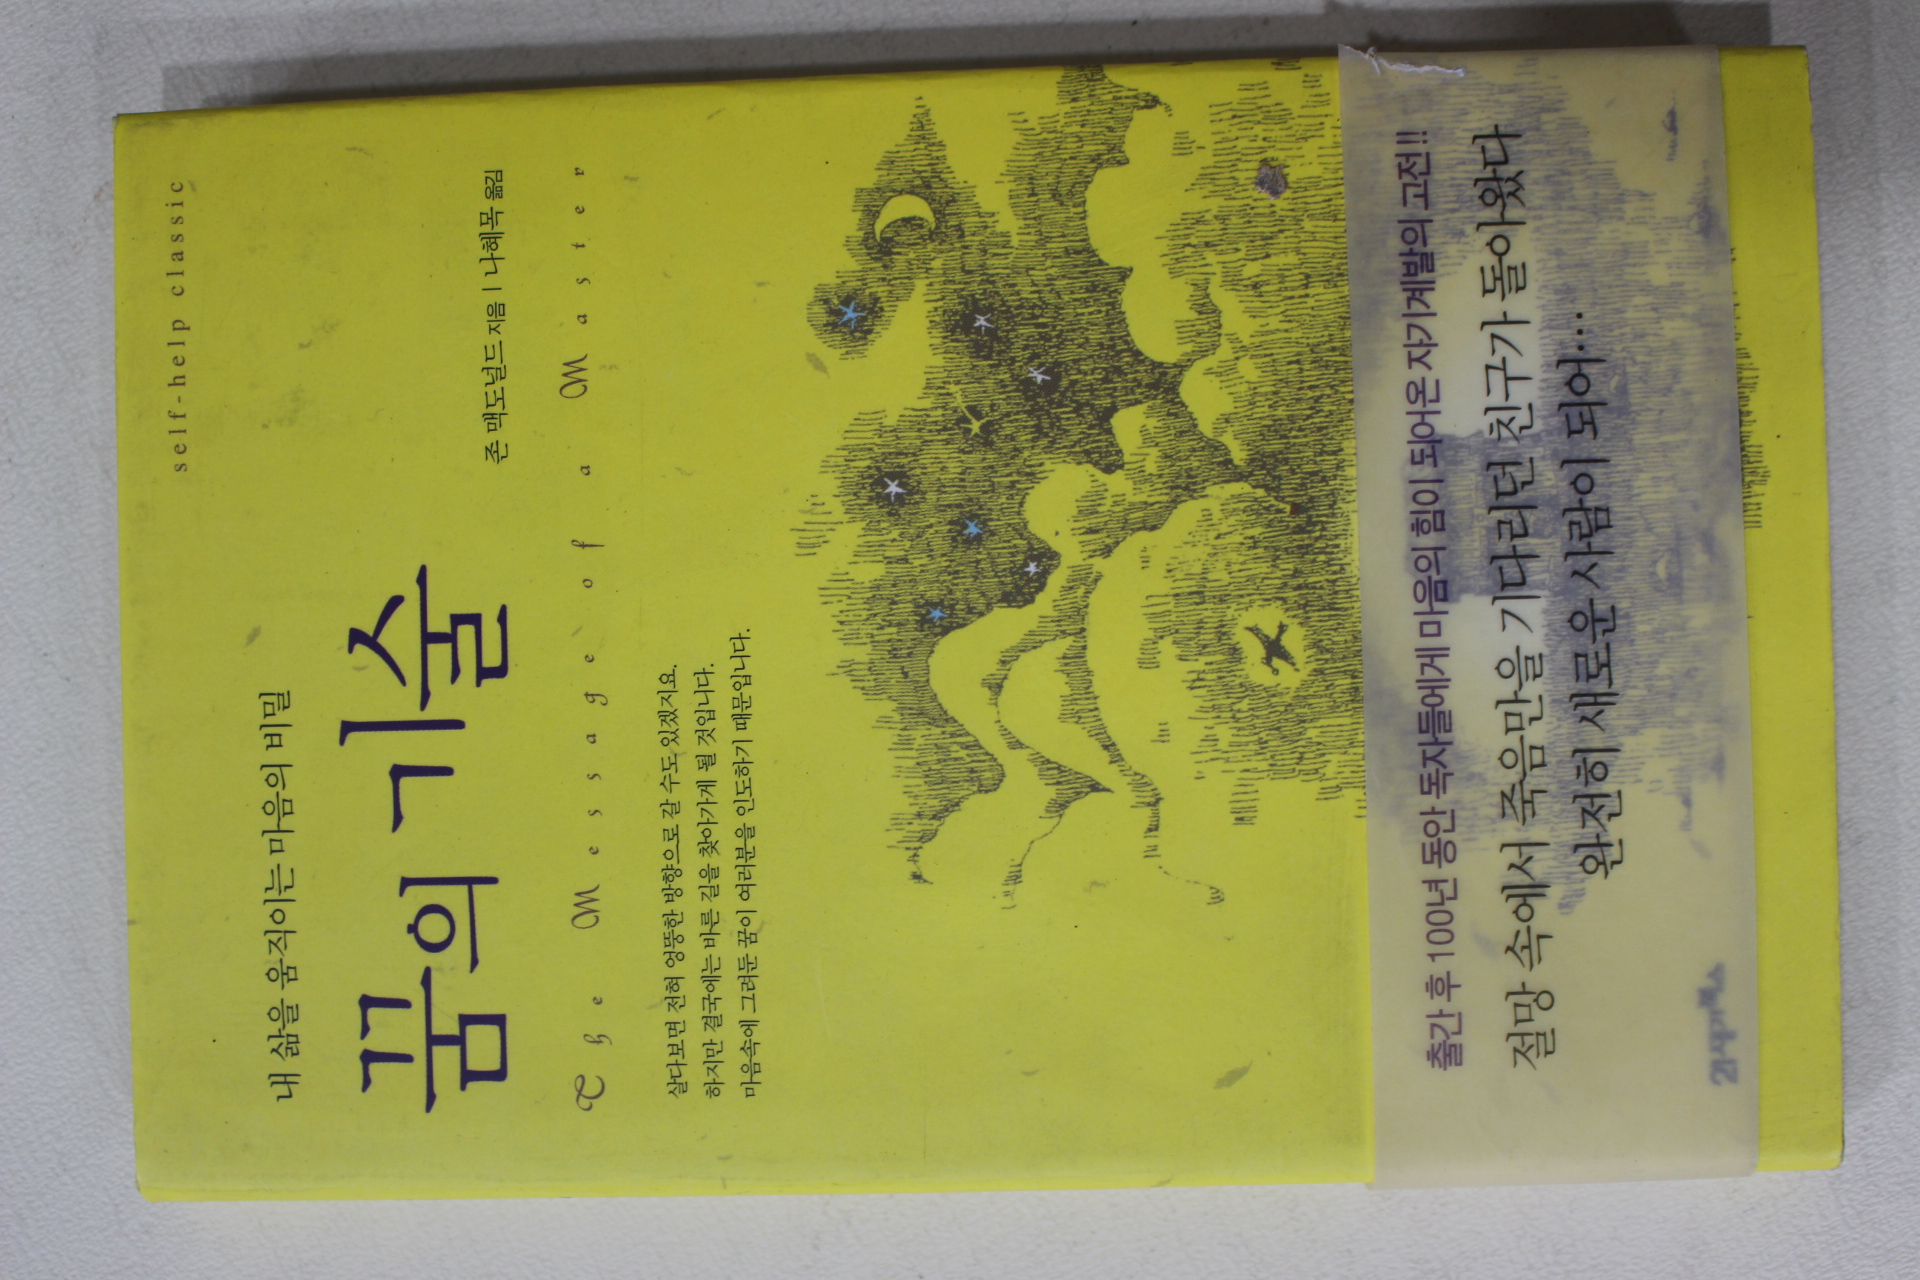 self-help classic
내 삶을 움직이는 마음의 비밀
꿈의 기술
존 맥도널드 지음 | 나혜목 옮김
The Message of a Master
살다보면 전혀 엉뚱한 방향으로 갈 수도 있겠지요.
하지만 결국에는 바른 길을 찾아가게 될 것입니다.
마음속에 그려둔 꿈이 여러분을 인도하기 때문입니다.
출간 후 100년 동안 독자들에게 마음의 힘이 되어온 자기계발의 고전!!
절망 속에서 죽음만을 기다리던 친구가 돌아왔다
완전히 새로운 사람이 되어…